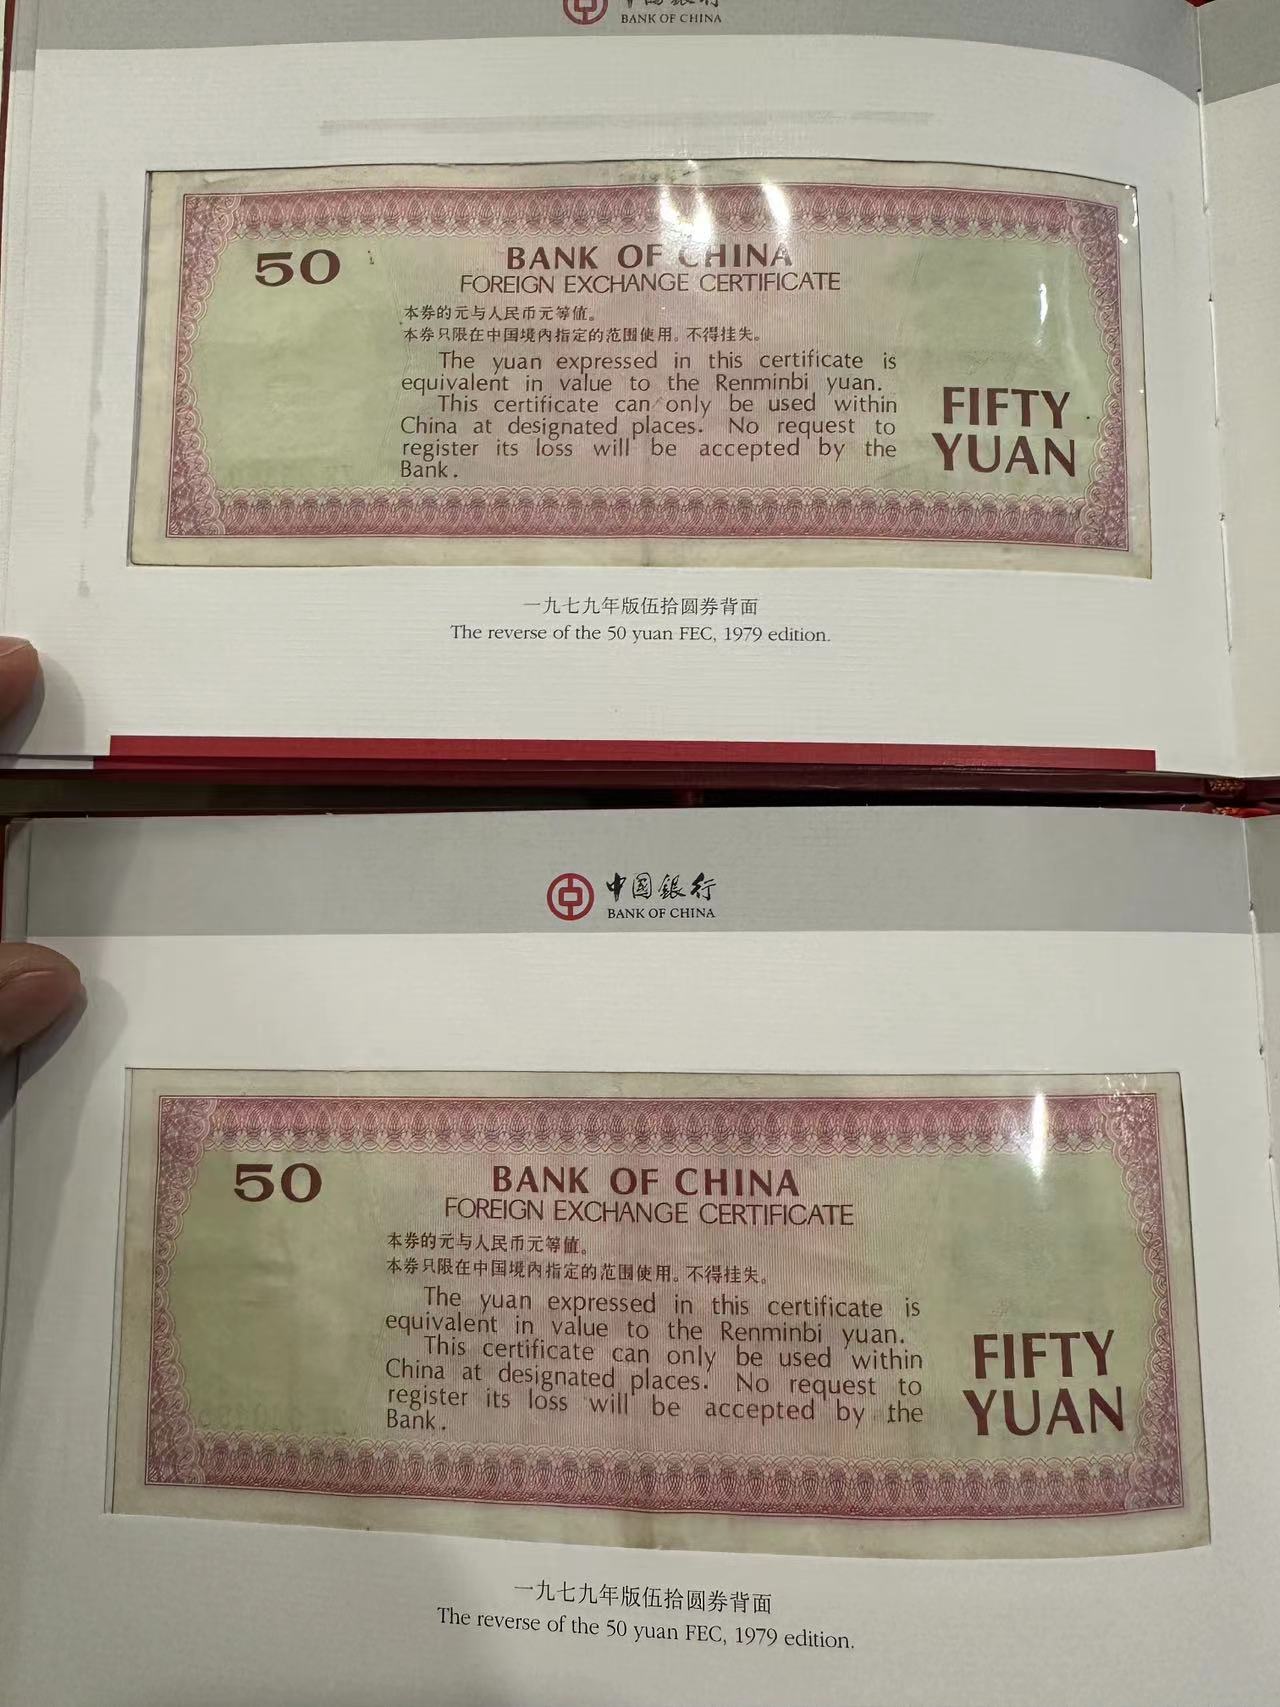 中国銀行
BANK OF CHINA
50
BANK OF CHINA
FOREIGN EXCHANGE CERTIFICATE
本券的元与人民币元等值。
本券只限在中国境内指定的范围使用。不得挂失。
The yuan expressed in this certificate is
equivalent in value to the Renminbi yuan.
This certificate can only be used within
China at designated places. No request to
register its loss will be accepted by the
Bank.
FIFTY
YUAN
一九七九年版伍拾圆券背面
The reverse of the 50 yuan FEC, 1979 edition.
中国銀行
BANK OF CHINA
50
BANK OF CHINA
FOREIGN EXCHANGE CERTIFICATE
本券的元与人民币元等值。
本券只限在中国境内指定的范围使用。不得挂失。
The yuan expressed in this certificate is
equivalent in value to the Renminbi yuan.
This certificate can only be used within
China at designated places. No request to
register its loss will be accepted by the
Bank.
FIFTY
YUAN
一九七九年版伍拾圆券背面
The reverse of the 50 yuan FEC, 1979 edition.